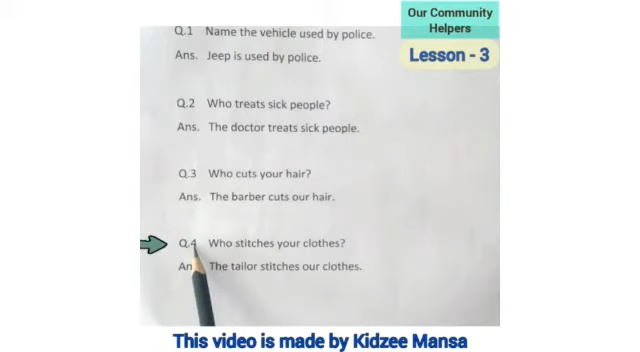 Our Community
Helpers
Lesson - 3
Q.1 Name the vehicle used by police.
Ans. Jeep is used by police.
Q.2 Who treats sick people?
Ans. The doctor treats sick people.
Q.3 Who cuts your hair?
Ans. The barber cuts our hair.
Q.4 Who stitches your clothes?
An The tailor stitches our clothes.
This video is made by Kidzee Mansa